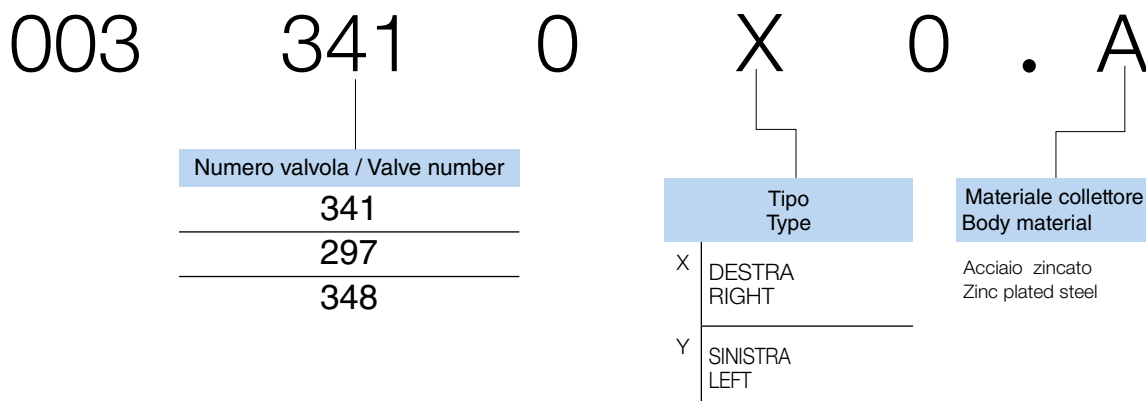 003 341 0 X 0 . A
Numero valvola / Valve number
341
297
348
Tipo
Type
X
DESTRA
RIGHT
Y
SINISTRA
LEFT
Materiale collettore
Body material
Acciaio zincato
Zinc plated steel